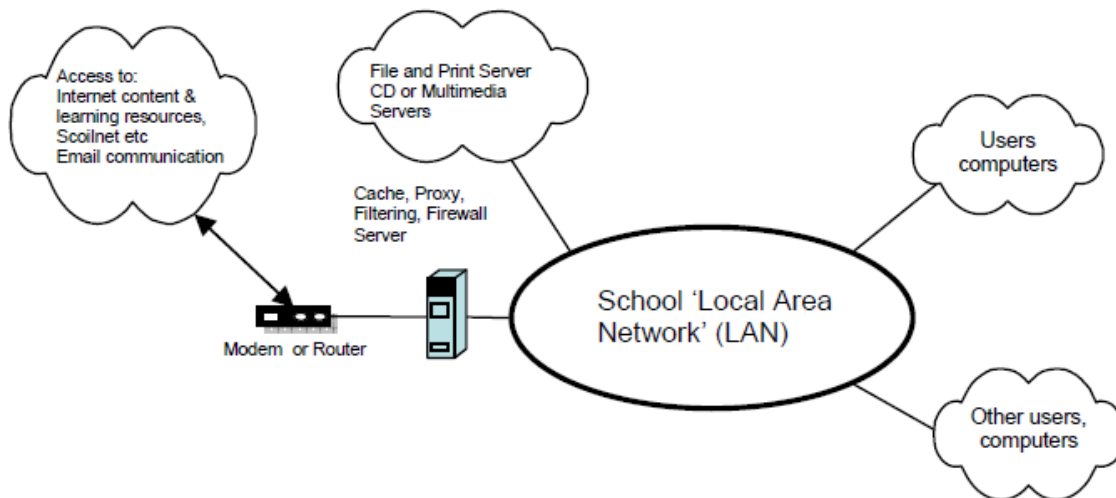 Access to:
Internet content &
learning resources,
Scoilnet etc
Email communication
File and Print Server
CD or Multimedia
Servers
Users
computers
Cache, Proxy,
Filtering, Firewall
Server
School ‘Local Area
Network’ (LAN)
Modem or Router
Other users,
computers